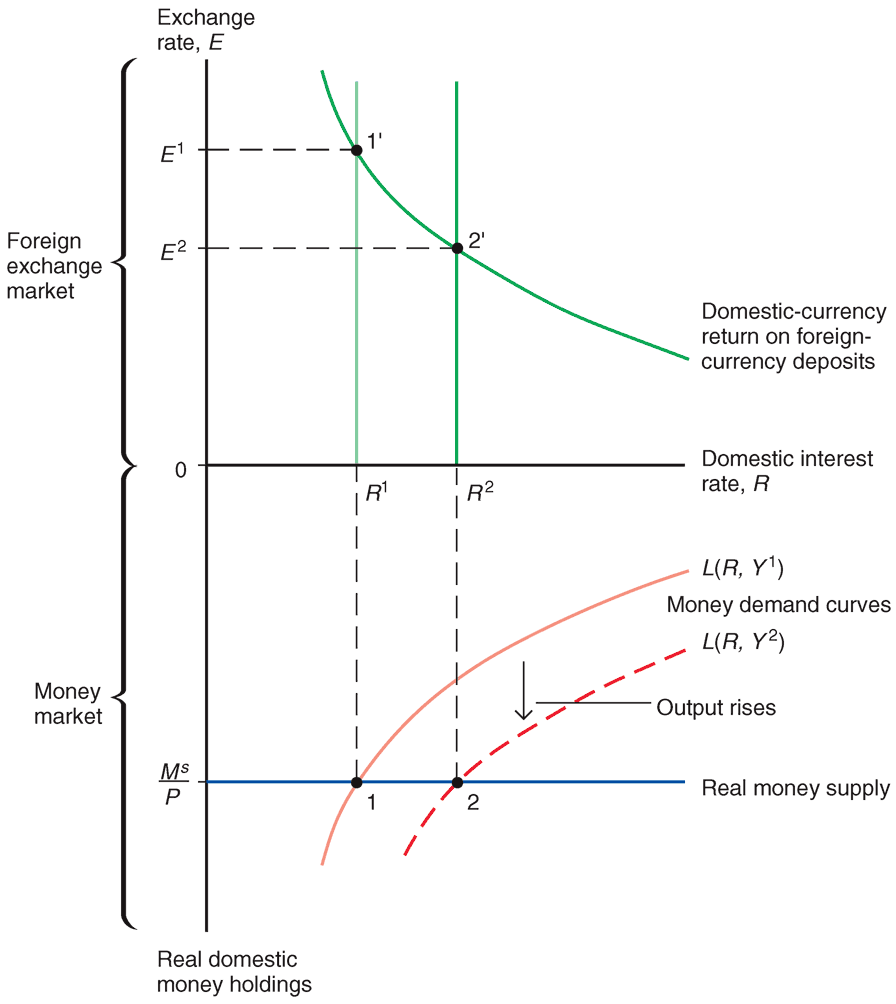 Exchange
rate, E
E¹
1'
E²
2'
Foreign
exchange
market
Domestic-currency
return on foreign-
currency deposits
0
Domestic interest
rate, R
R¹
R²
L(R, Y¹)
Money demand curves
L(R, Y²)
Money
market
Output rises
Mˢ
P
1
2
Real money supply
Real domestic
money holdings